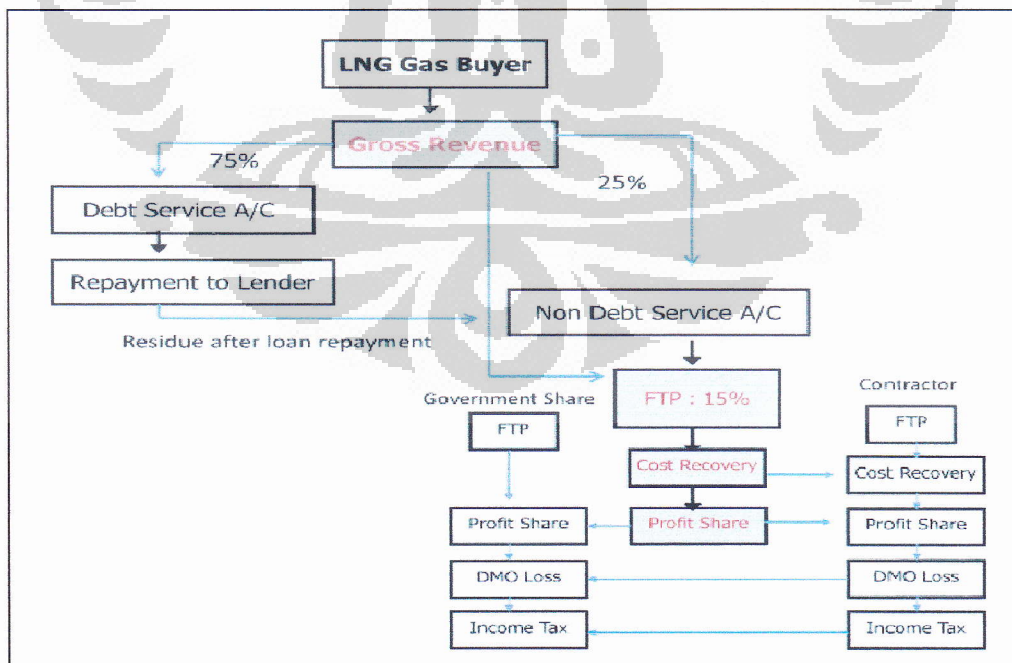 LNG Gas Buyer
Gross Revenue
75%
25%
Debt Service A/C
Repayment to Lender
Non Debt Service A/C
Residue after loan repayment
Government Share
FTP : 15%
Contractor
FTP
FTP
Cost Recovery
Cost Recovery
Profit Share
Profit Share
Profit Share
DMO Loss
DMO Loss
Income Tax
Income Tax